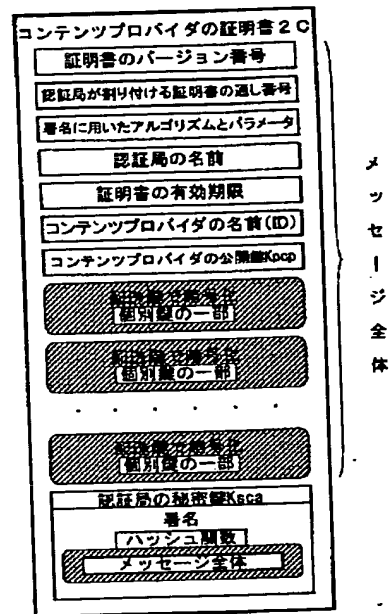 コンテンツプロバイダの証明書2C
証明書のバージョン番号
認証局が割り付ける証明書の通し番号
署名に用いたアルゴリズムとパラメータ
認証局の名前
証明書の有効期限
コンテンツプロバイダの名前(ID)
コンテンツプロバイダの公開鍵Kpcp
個別鍵の一部
個別鍵の一部
・・・・・・
個別鍵の一部
認証局の秘密鍵Ksca
署名
ハッシュ関数
メッセージ全体
メッセージ全体